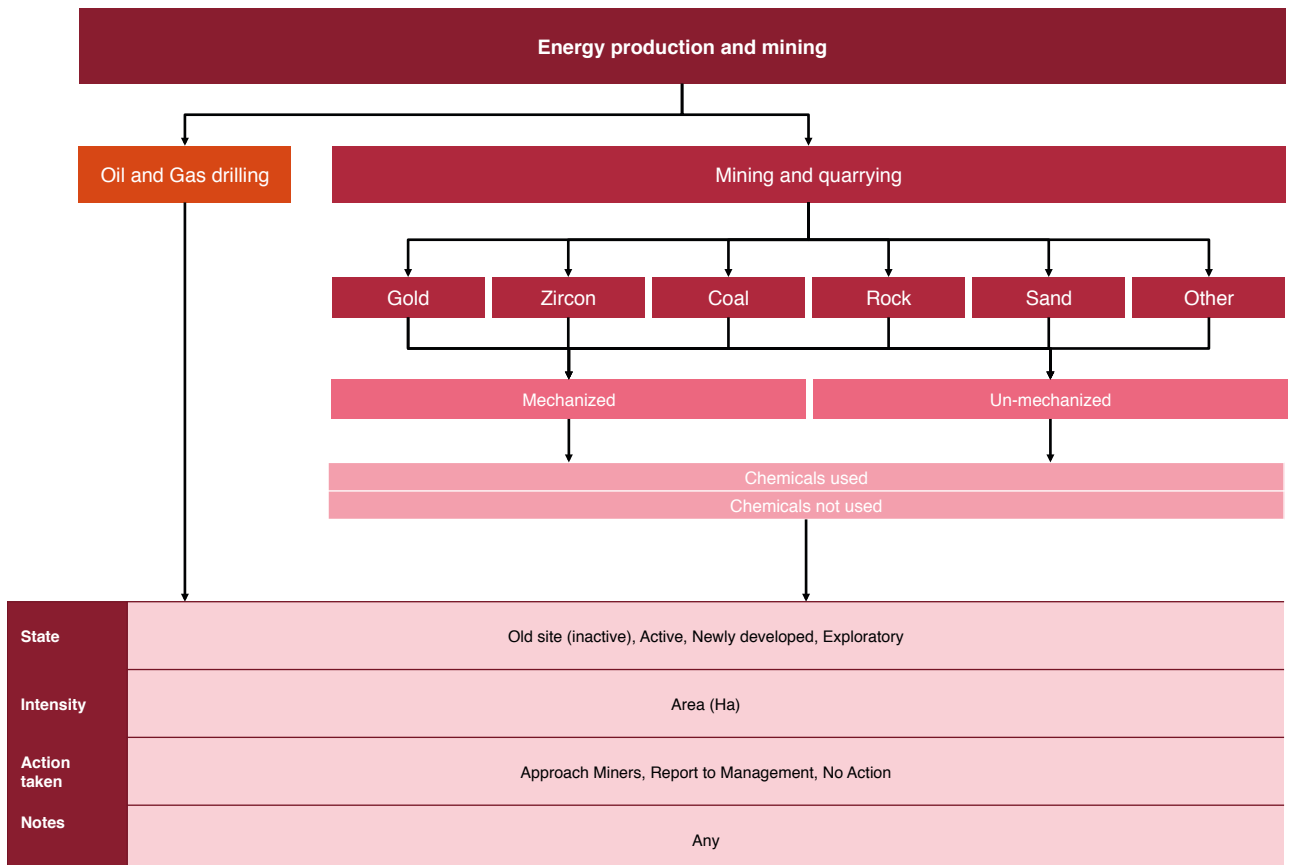 Energy production and mining
Oil and Gas drilling
Mining and quarrying
Gold
Zircon
Coal
Rock
Sand
Other
Mechanized
Un-mechanized
Chemicals used
Chemicals not used
State
Old site (inactive), Active, Newly developed, Exploratory
Intensity
Area (Ha)
Action
taken
Approach Miners, Report to Management, No Action
Notes
Any